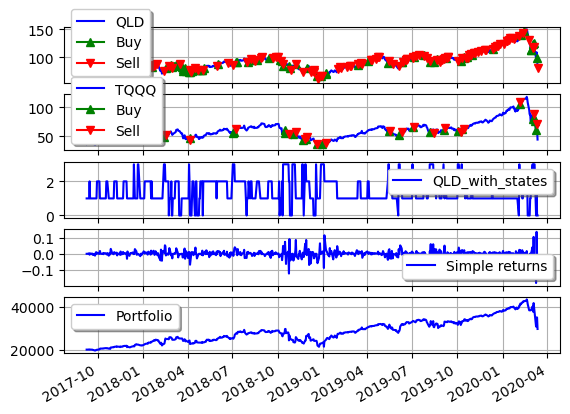 QLD
Buy
Sell
150
100
TQQQ
Buy
Sell
100
50
QLD_with_states
2
0
0.1
0.0
−0.1
Simple returns
40000
20000
Portfolio
2017-10
2018-01
2018-04
2018-07
2018-10
2019-01
2019-04
2019-07
2019-10
2020-01
2020-04